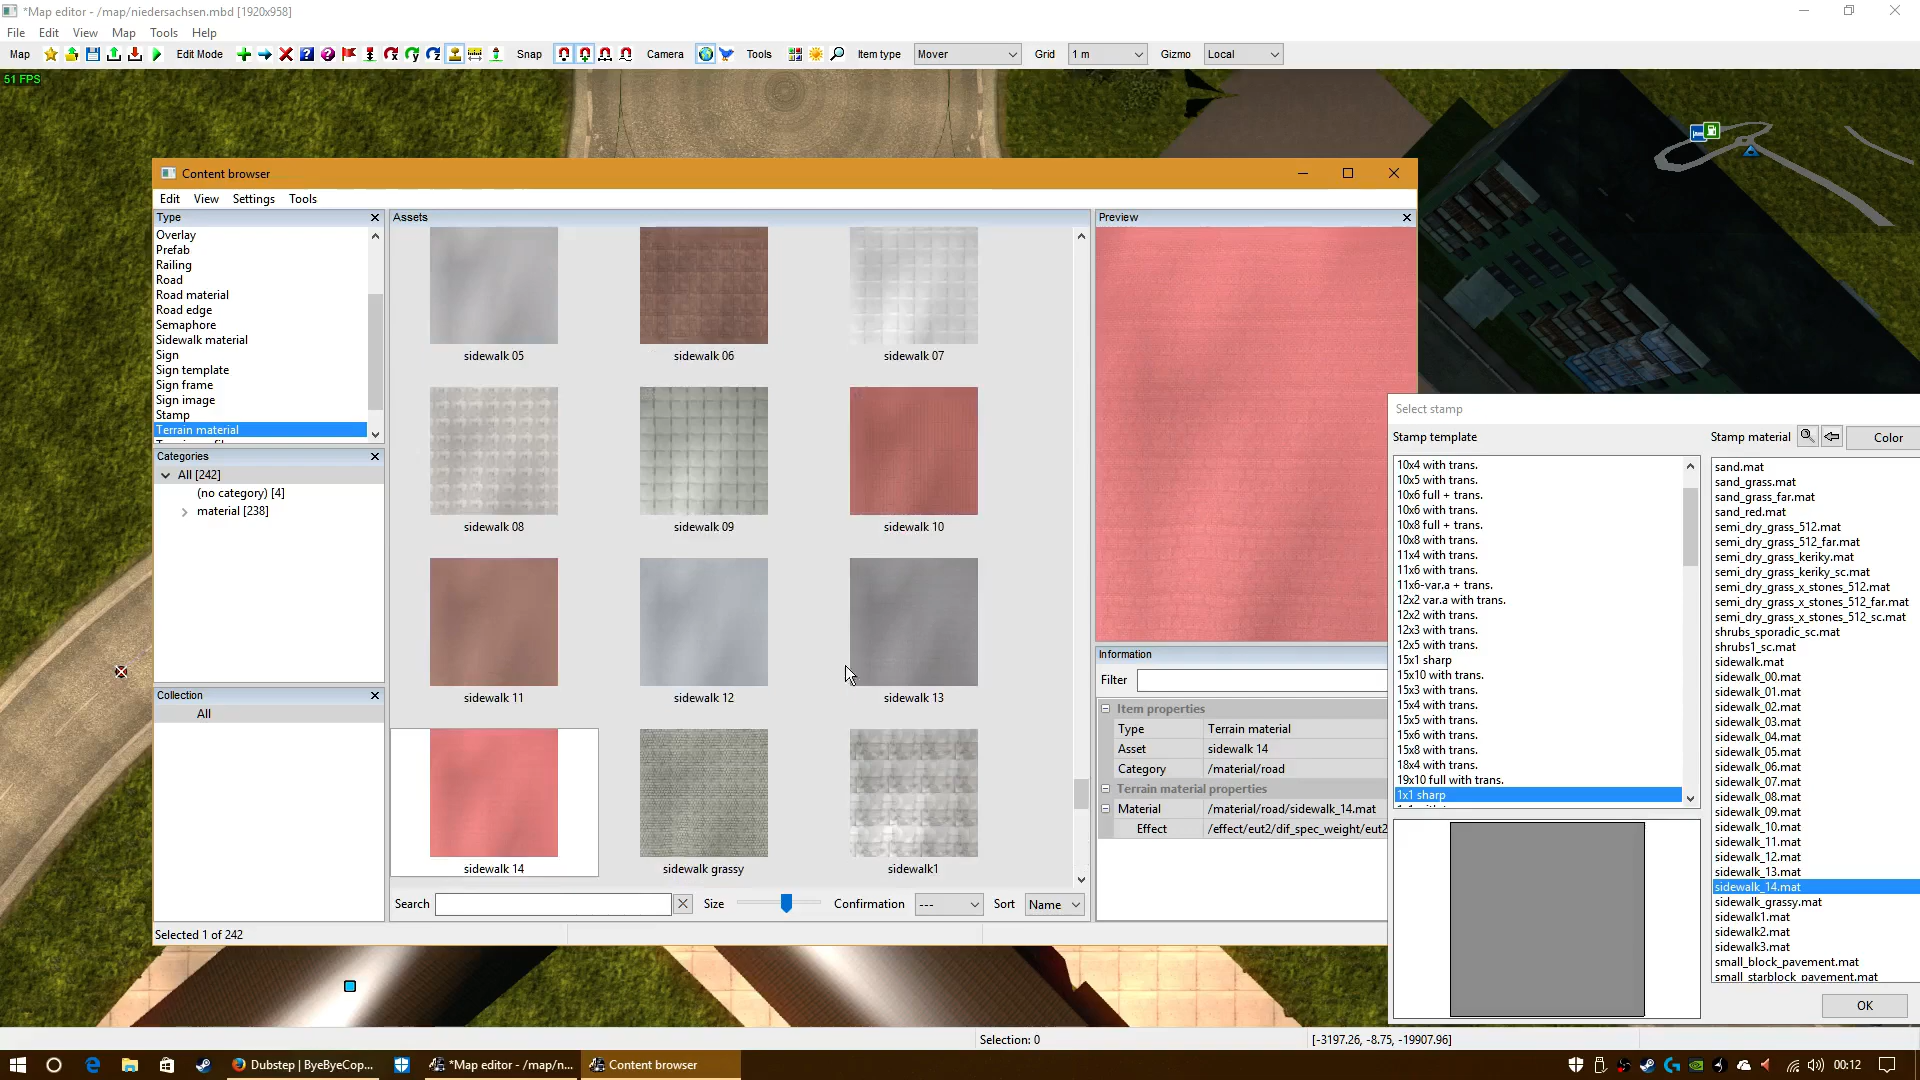 *Map editor - /map/niedersachsen.mbd [1920x958]
File Edit View Map Tools Help
Map Edit Mode Snap Camera Tools Item type Mover Grid 1 m Gizmo Local
51 FPS
Content browser
Edit View Settings Tools
Type
Overlay
Prefab
Railing
Road
Road material
Road edge
Semaphore
Sidewalk material
Sign
Sign template
Sign frame
Sign image
Stamp
Terrain material
Categories
All [242]
(no category) [4]
material [238]
Collection
All
Assets
sidewalk 05 sidewalk 06 sidewalk 07
sidewalk 08 sidewalk 09 sidewalk 10
sidewalk 11 sidewalk 12 sidewalk 13
sidewalk 14 sidewalk grassy sidewalk1
Search Size Confirmation --- Sort Name
Selected 1 of 242
Preview
Information
Filter
Item properties
Type Terrain material
Asset sidewalk 14
Category /material/road
Terrain material properties
Material /material/road/sidewalk_14.mat
Effect /effect/eut2/dif_spec_weight/eut2
Select stamp
Stamp template
10x4 with trans.
10x5 with trans.
10x6 full + trans.
10x6 with trans.
10x8 full + trans.
10x8 with trans.
11x4 with trans.
11x6 with trans.
11x6-var.a + trans.
12x2 var.a with trans.
12x2 with trans.
12x3 with trans.
12x5 with trans.
15x1 sharp
15x10 with trans.
15x3 with trans.
15x4 with trans.
15x5 with trans.
15x6 with trans.
15x8 with trans.
18x4 with trans.
19x10 full with trans.
1x1 sharp
Stamp material Color
sand.mat
sand_grass.mat
sand_grass_far.mat
sand_red.mat
semi_dry_grass_512.mat
semi_dry_grass_512_far.mat
semi_dry_grass_keriky.mat
semi_dry_grass_keriky_sc.mat
semi_dry_grass_x_stones_512.mat
semi_dry_grass_x_stones_512_far.mat
semi_dry_grass_x_stones_512_sc.mat
shrubs_sporadic_sc.mat
shrubs1_sc.mat
sidewalk.mat
sidewalk_00.mat
sidewalk_01.mat
sidewalk_02.mat
sidewalk_03.mat
sidewalk_04.mat
sidewalk_05.mat
sidewalk_06.mat
sidewalk_07.mat
sidewalk_08.mat
sidewalk_09.mat
sidewalk_10.mat
sidewalk_11.mat
sidewalk_12.mat
sidewalk_13.mat
sidewalk_14.mat
sidewalk_grassy.mat
sidewalk1.mat
sidewalk2.mat
sidewalk3.mat
small_block_pavement.mat
small_starblock_pavement.mat
OK
Selection: 0 [-3197.26, -8.75, -19907.96]
Dubstep | ByeByeCop... *Map editor - /map/n... Content browser 00:12